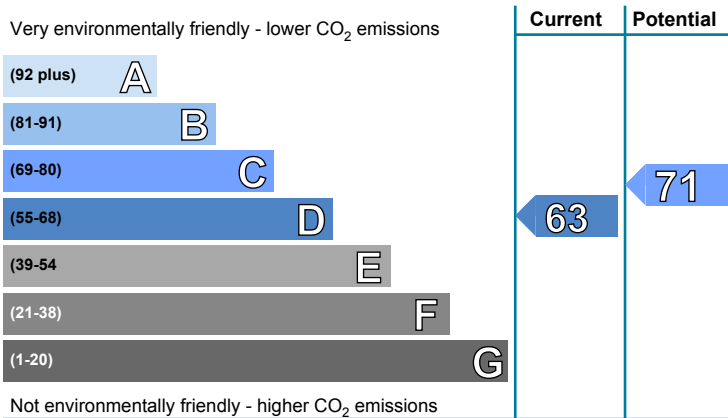 Very environmentally friendly - lower CO2 emissions
Current
Potential
(92 plus) A
(81-91) B
(69-80) C
(55-68) D
(39-54 E
(21-38) F
(1-20) G
63
71
Not environmentally friendly - higher CO2 emissions